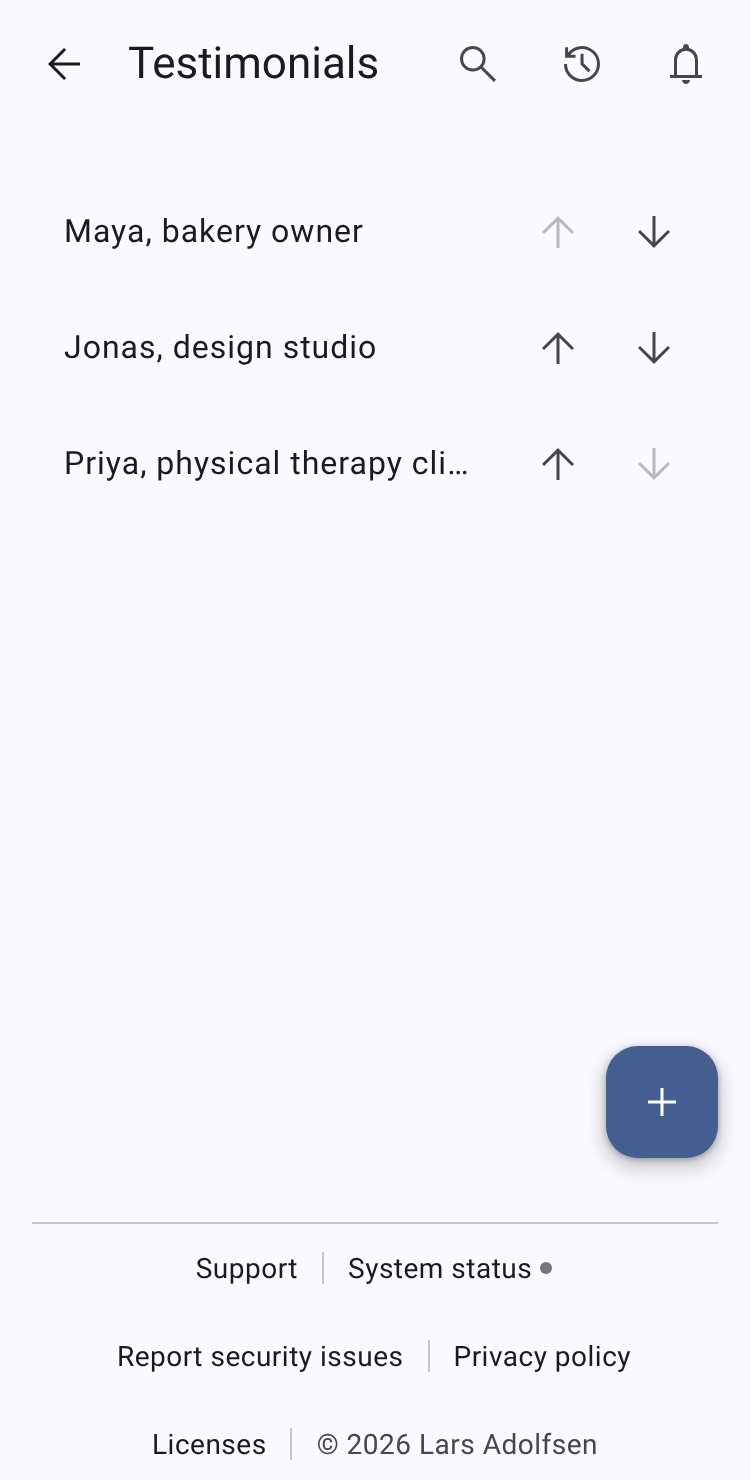 Testimonials
Maya, bakery owner
Jonas, design studio
Priya, physical therapy cli…
Support
System status
Report security issues
Privacy policy
Licenses
© 2026 Lars Adolfsen